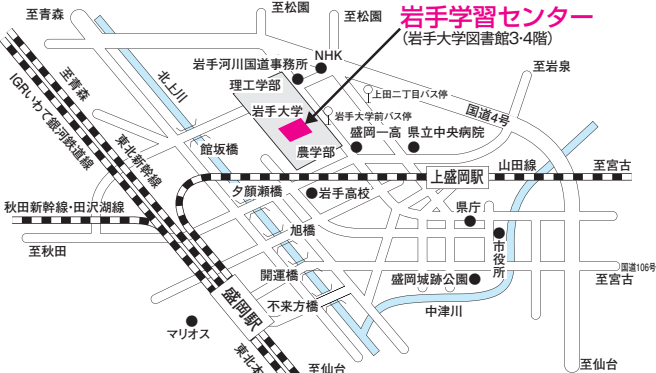 至青森
至松園
至松園
岩手学習センター
(岩手大学図書館3・4階)
NHK
岩手河川国道事務所
理工学部
至岩泉
至青森
北上川
上田二丁目バス停
岩手大学
岩手大学前バス停
国道4号
IGRいわて銀河鉄道線
東北新幹線
館坂橋
農学部
盛岡一高
県立中央病院
上盛岡駅
山田線
至宮古
夕顔瀬橋
岩手高校
秋田新幹線・田沢湖線
県庁
旭橋
市役所
至秋田
開運橋
盛岡城跡公園
国道106号
至宮古
盛岡駅
不来方橋
中津川
マリオス
東北本
至仙台
至仙台